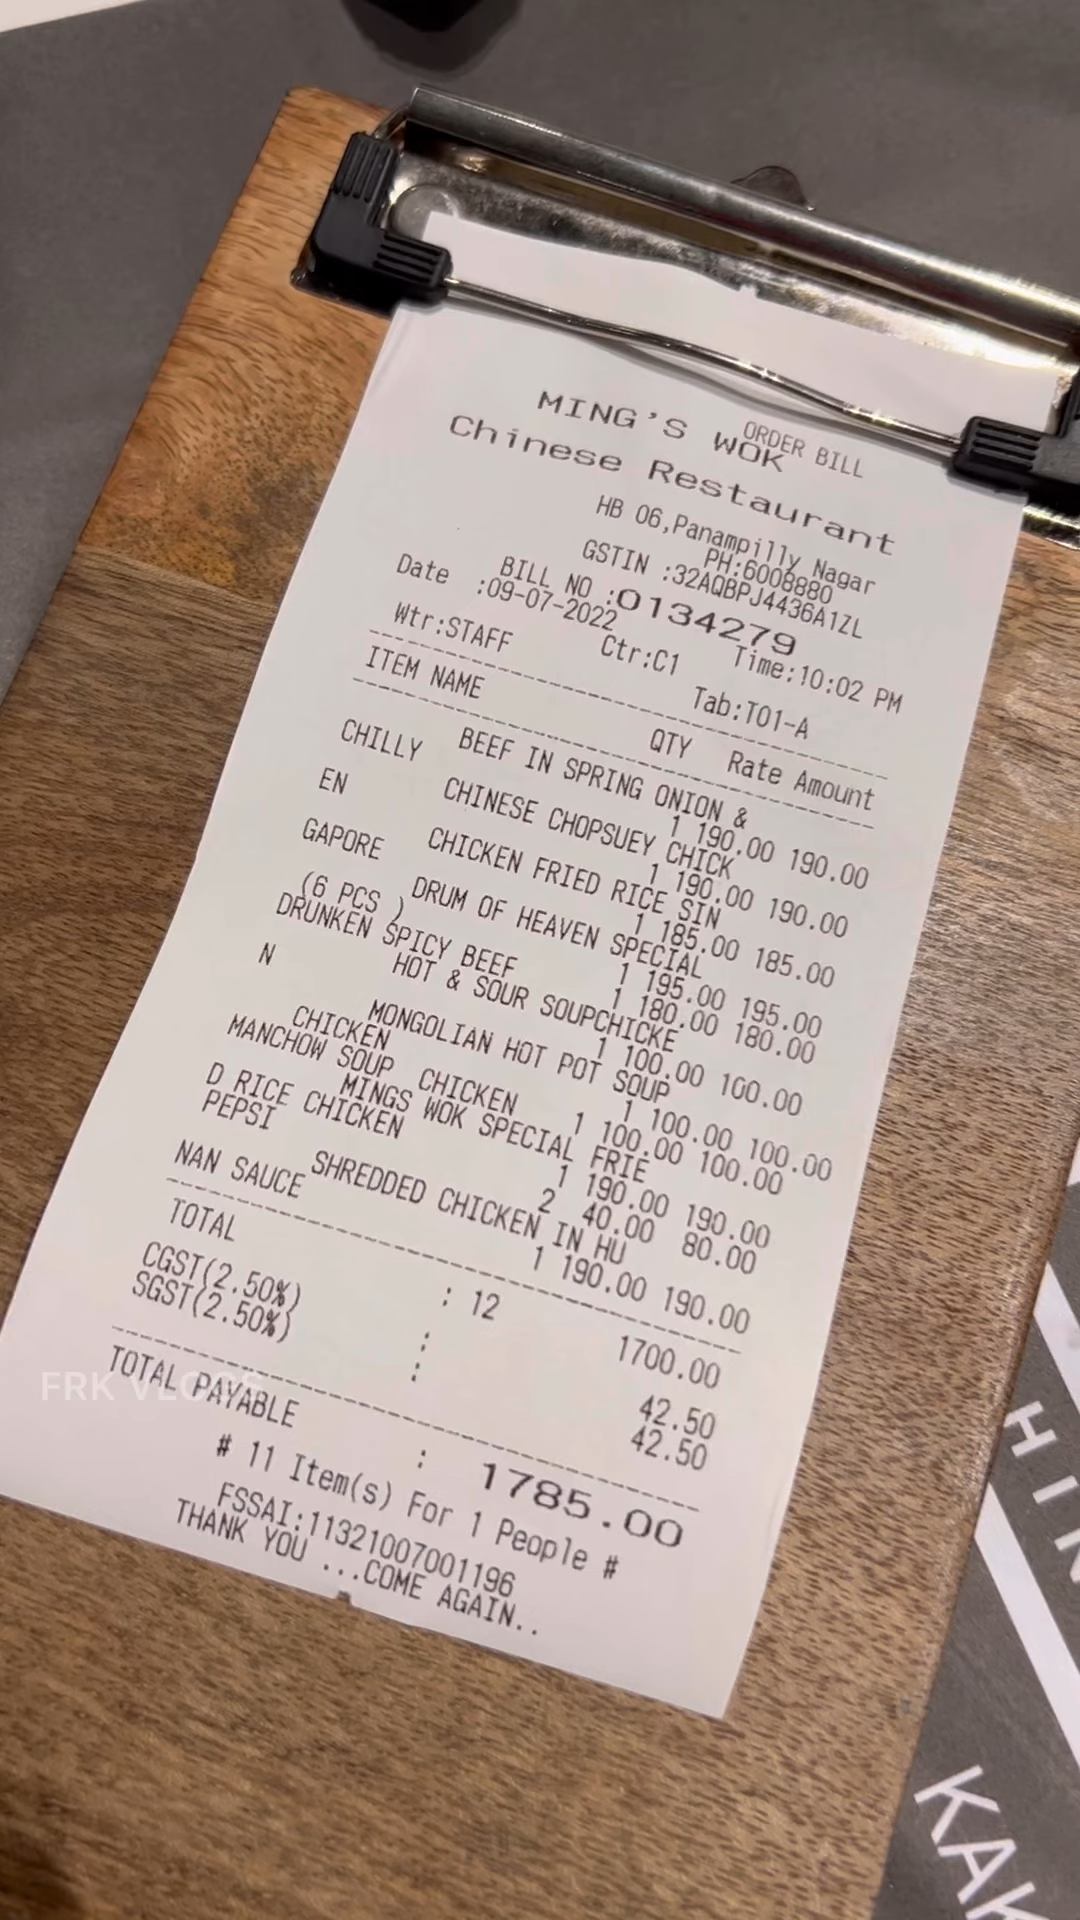 ORDER BILL
MING'S WOK
Chinese Restaurant
HB 06,Panampilly Nagar
PH:6008880
GSTIN :32AQBPJ4436A1ZL
BILL NO :0134279
Date :09-07-2022 Time:10:02 PM
Wtr:STAFF Ctr:C1 Tab:T01-A
ITEM NAME QTY Rate Amount
BEEF IN SPRING ONION &
CHILLY 1 190.00 190.00
CHINESE CHOPSUEY CHICK
EN 1 190.00 190.00
CHICKEN FRIED RICE SIN
GAPORE 1 185.00 185.00
DRUM OF HEAVEN SPECIAL
(6 PCS ) 1 195.00 195.00
DRUNKEN SPICY BEEF 1 180.00 180.00
HOT & SOUR SOUPCHICKE
N 1 100.00 100.00
MONGOLIAN HOT POT SOUP
CHICKEN 1 100.00 100.00
MANCHOW SOUP CHICKEN 1 100.00 100.00
MINGS WOK SPECIAL FRIE
D RICE CHICKEN 1 190.00 190.00
PEPSI 2 40.00 80.00
SHREDDED CHICKEN IN HU
NAN SAUCE 1 190.00 190.00
TOTAL : 12 1700.00
CGST(2.50%) : 42.50
SGST(2.50%) : 42.50
TOTAL PAYABLE : 1785.00
# 11 Item(s) For 1 People #
FSSAI:11321007001196
THANK YOU ...COME AGAIN..
FRK VLOGS